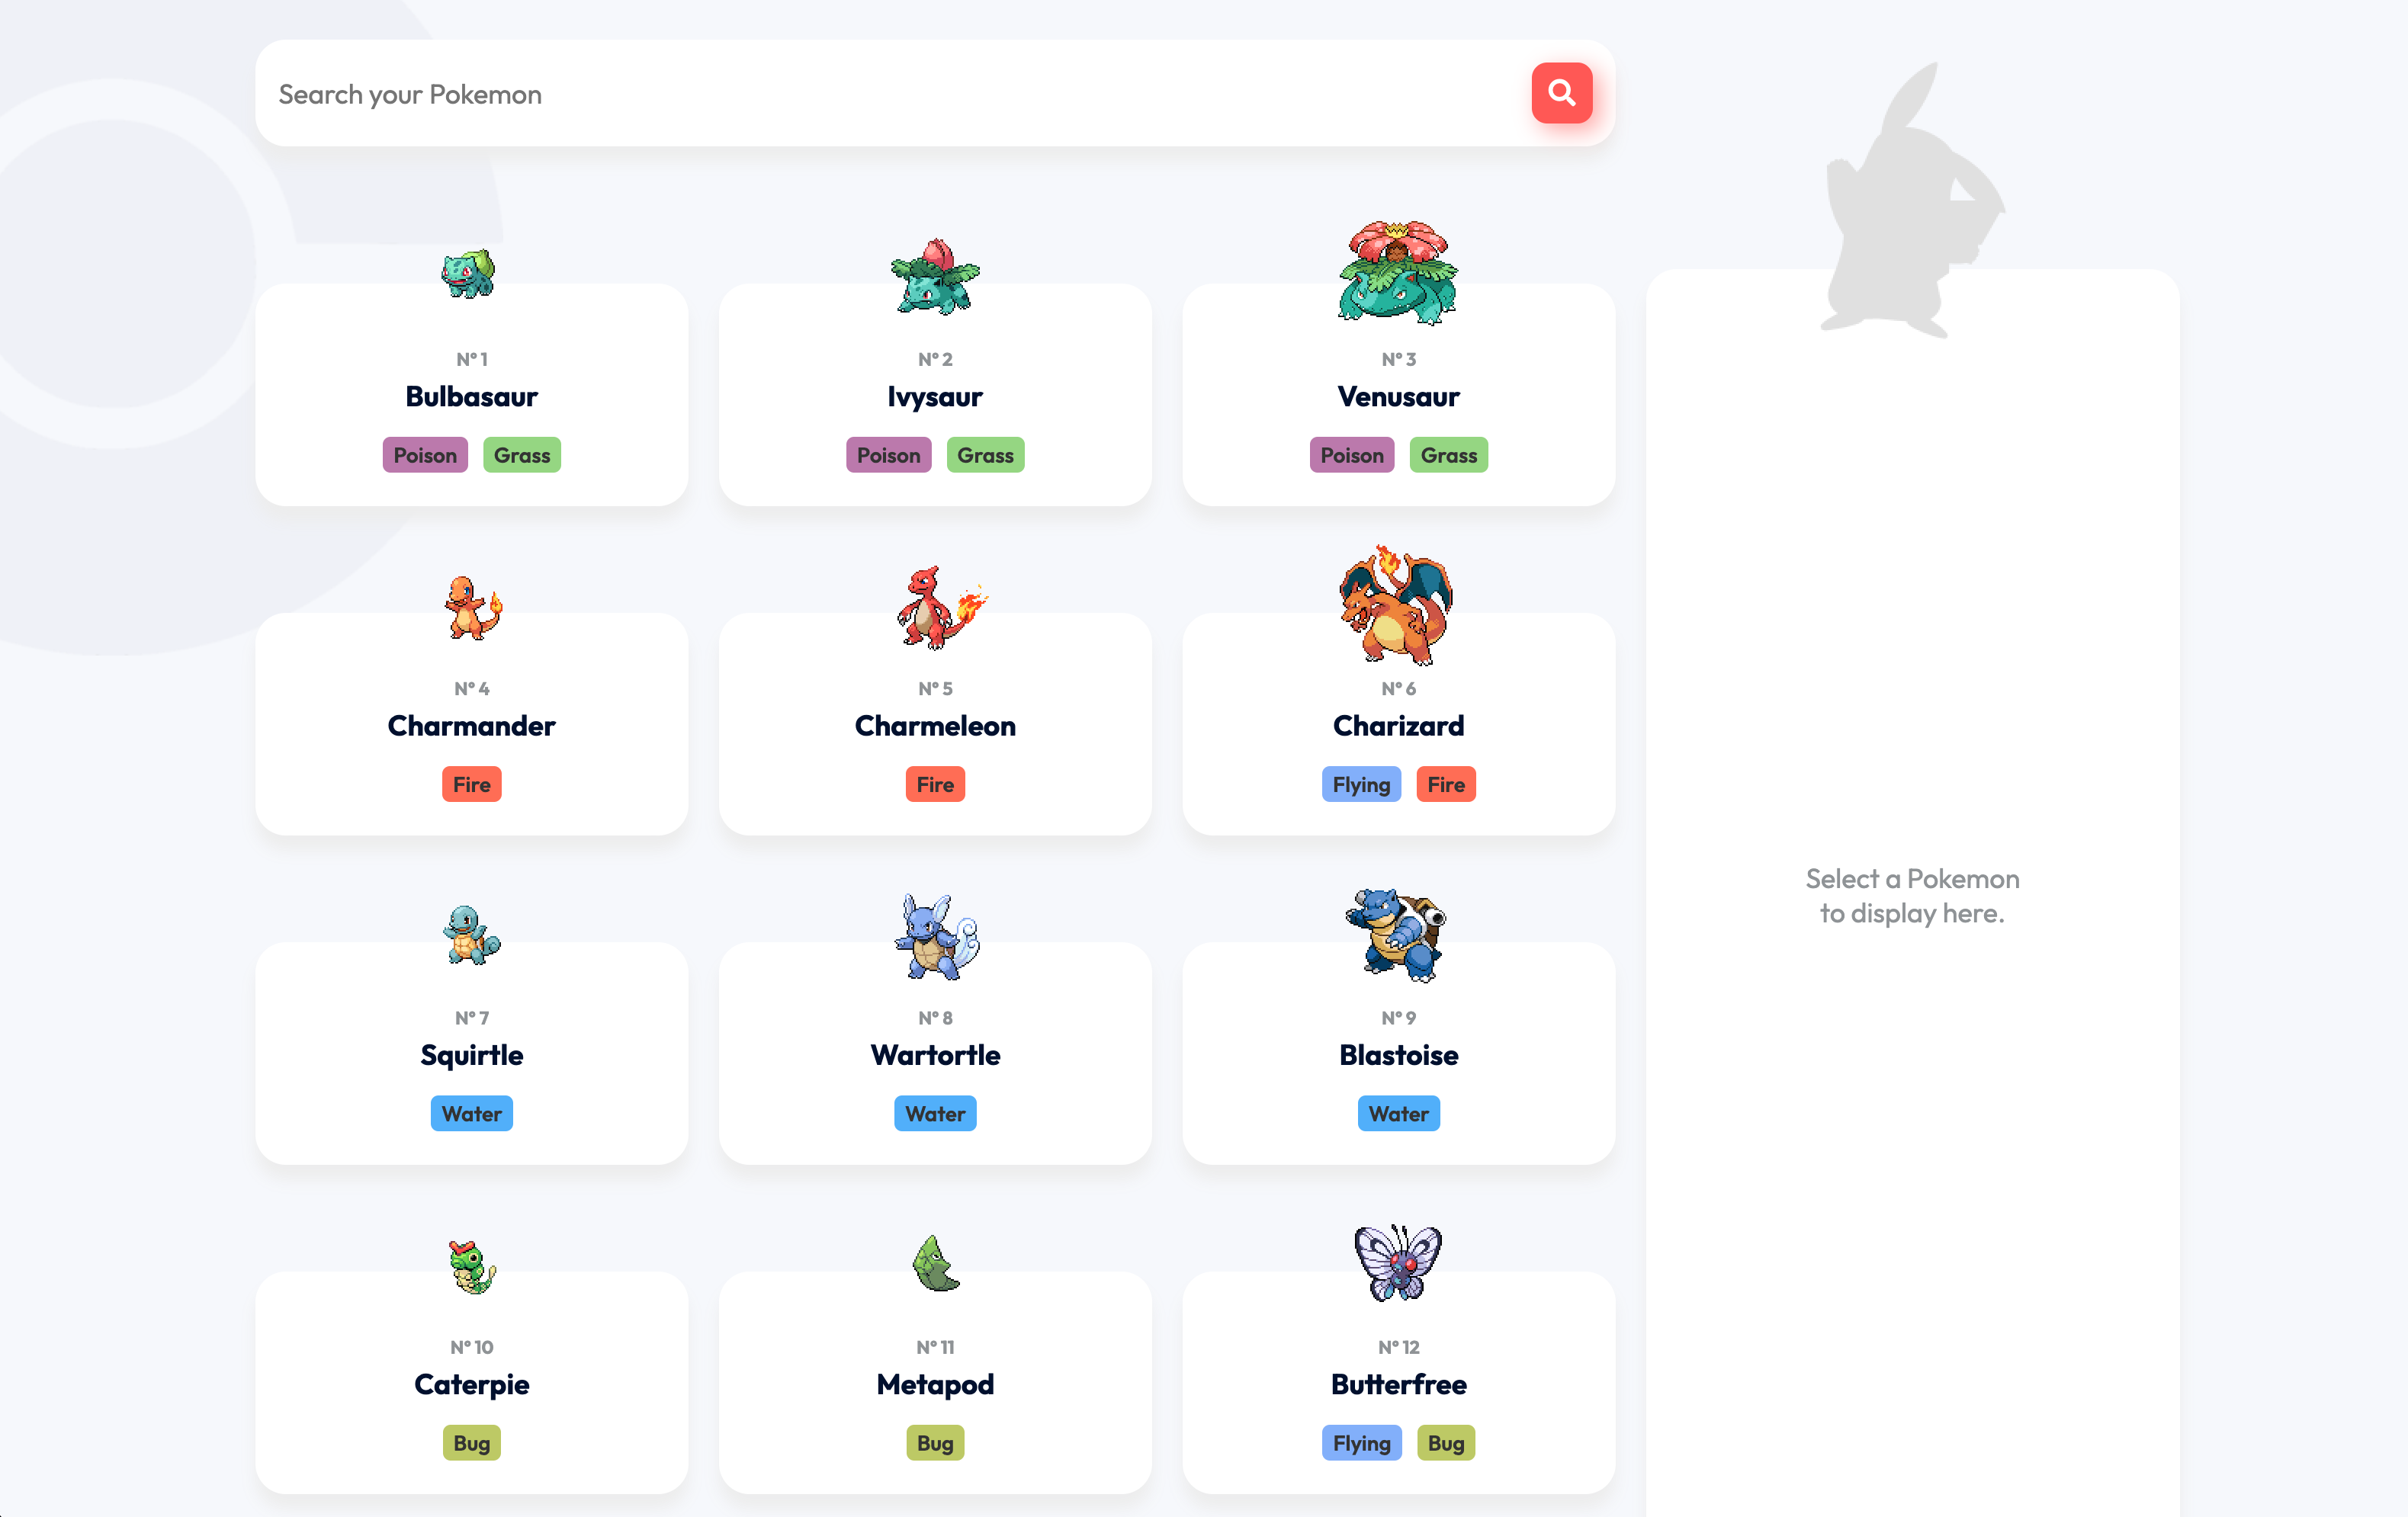 Search your Pokemon
N° 1
Bulbasaur
Poison Grass
N° 2
Ivysaur
Poison Grass
N° 3
Venusaur
Poison Grass
N° 4
Charmander
Fire
N° 5
Charmeleon
Fire
N° 6
Charizard
Flying Fire
N° 7
Squirtle
Water
N° 8
Wartortle
Water
N° 9
Blastoise
Water
N° 10
Caterpie
Bug
N° 11
Metapod
Bug
N° 12
Butterfree
Flying Bug
Select a Pokemon
to display here.